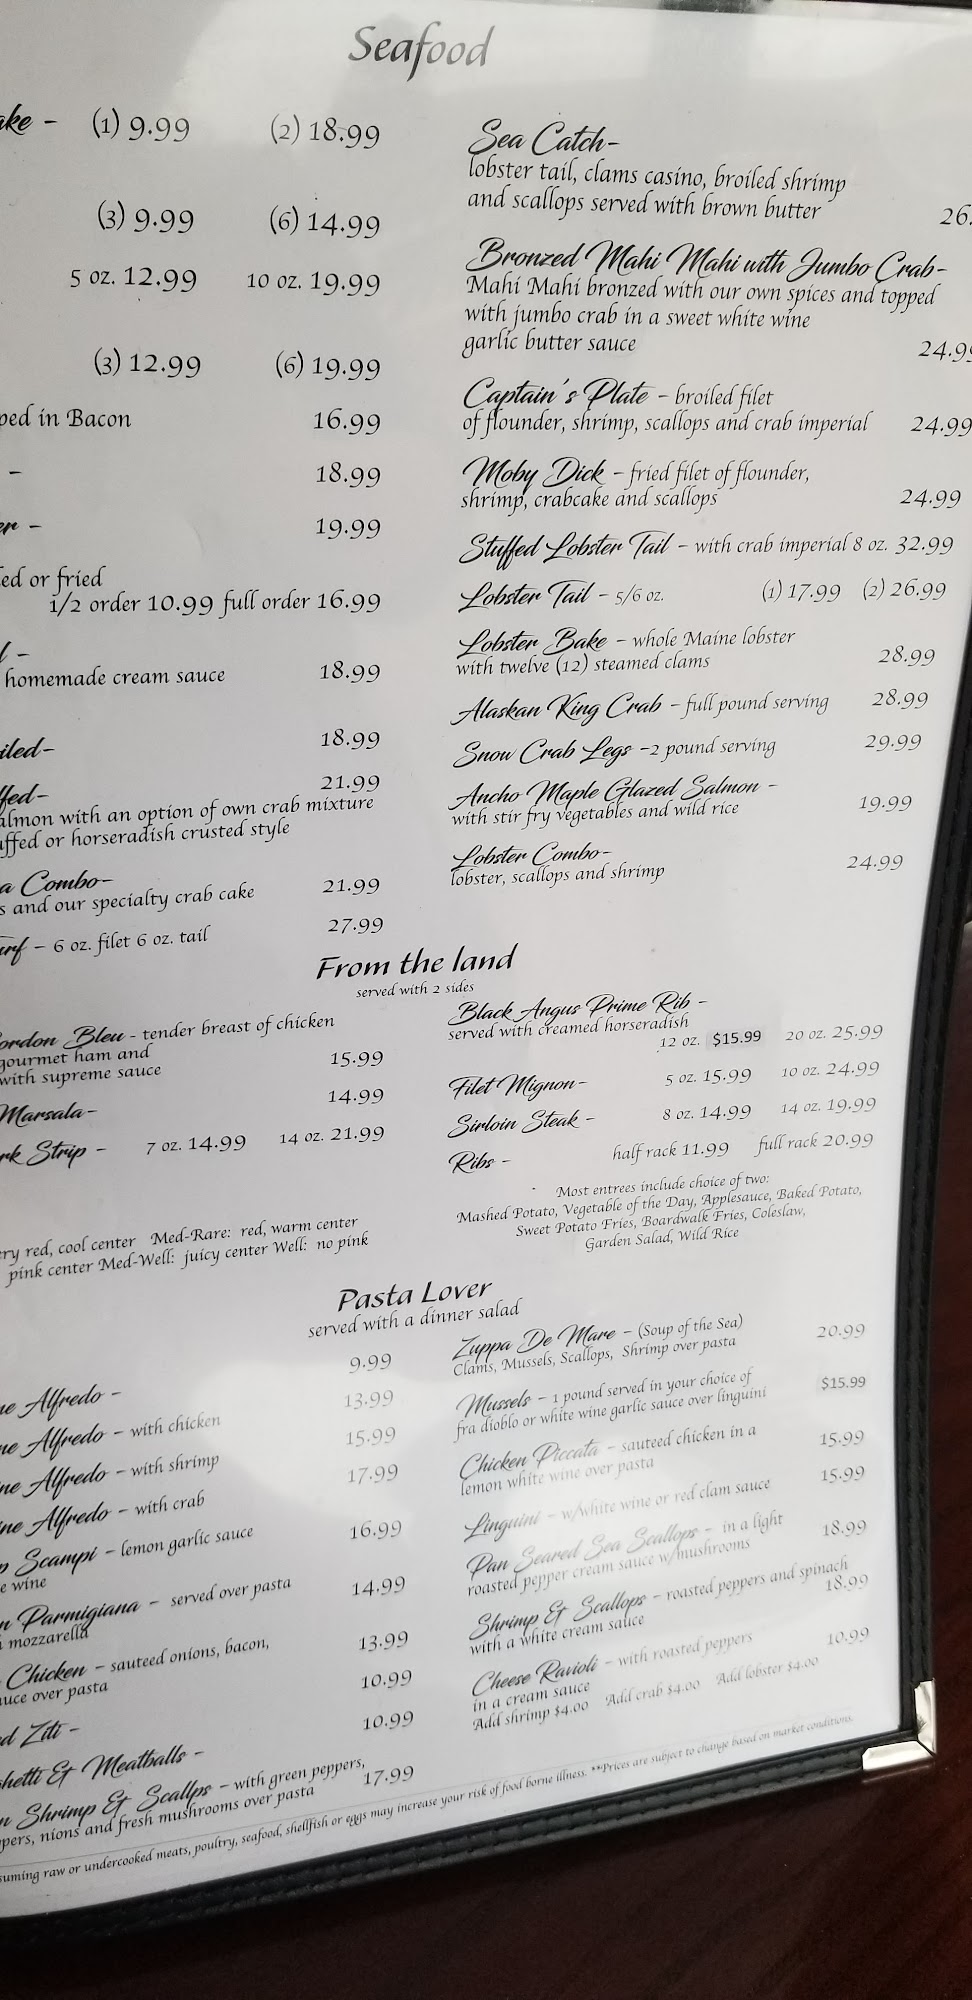 Seafood
ake - (1) 9.99 (2) 18.99
(3) 9.99 (6) 14.99
5 oz. 12.99 10 oz. 19.99
(3) 12.99 (6) 19.99
ped in Bacon 16.99
- 18.99
er - 19.99
ed or fried
1/2 order 10.99 full order 16.99
l -
homemade cream sauce 18.99
iled- 18.99
ffed- 21.99
almon with an option of own crab mixture
uffed or horseradish crusted style
a Combo-
s and our specialty crab cake 21.99
urf - 6 oz. filet 6 oz. tail 27.99
Sea Catch-
lobster tail, clams casino, broiled shrimp
and scallops served with brown butter 26.
Bronzed Mahi Mahi with Jumbo Crab-
Mahi Mahi bronzed with our own spices and topped
with jumbo crab in a sweet white wine
garlic butter sauce 24.99
Captain's Plate - broiled filet
of flounder, shrimp, scallops and crab imperial 24.99
Moby Dick - fried filet of flounder,
shrimp, crabcake and scallops 24.99
Stuffed Lobster Tail - with crab imperial 8 oz. 32.99
Lobster Tail - 5/6 oz. (1) 17.99 (2) 26.99
Lobster Bake - whole Maine lobster
with twelve (12) steamed clams 28.99
Alaskan King Crab - full pound serving 28.99
Snow Crab Legs -2 pound serving 29.99
Ancho Maple Glazed Salmon -
with stir fry vegetables and wild rice 19.99
Lobster Combo-
lobster, scallops and shrimp 24.99
From the land
served with 2 sides
ordon Bleu - tender breast of chicken
gourmet ham and
with supreme sauce 15.99
Marsala- 14.99
rk Strip - 7 oz. 14.99 14 oz. 21.99
ery red, cool center Med-Rare: red, warm center
pink center Med-Well: juicy center Well: no pink
Black Angus Prime Rib -
served with creamed horseradish
12 oz. $15.99 20 oz. 25.99
Filet Mignon- 5 oz. 15.99 10 oz. 24.99
Sirloin Steak - 8 oz. 14.99 14 oz. 19.99
Ribs - half rack 11.99 full rack 20.99
Most entrees include choice of two:
Mashed Potato, Vegetable of the Day, Applesauce, Baked Potato,
Sweet Potato Fries, Boardwalk Fries, Coleslaw,
Garden Salad, Wild Rice
Pasta Lover
served with a dinner salad
ne Alfredo - 9.99
ne Alfredo - with chicken 13.99
ine Alfredo - with shrimp 15.99
ine Alfredo - with crab 17.99
p Scampi - lemon garlic sauce
e wine 16.99
n Parmigiana - served over pasta
mozzarella 14.99
Chicken - sauteed onions, bacon,
auce over pasta 13.99
d Ziti - 10.99
hetti & Meatballs - 10.99
n Shrimp & Scallps - with green peppers,
pers, nions and fresh mushrooms over pasta 17.99
Zuppa De Mare - (Soup of the Sea)
Clams, Mussels, Scallops, Shrimp over pasta 20.99
Mussels - 1 pound served in your choice of
fra dioblo or white wine garlic sauce over linguini $15.99
Chicken Piccata - sauteed chicken in a
lemon white wine over pasta 15.99
Linguini - w/white wine or red clam sauce 15.99
Pan Seared Sea Scallops - in a light
roasted pepper cream sauce w/mushrooms 18.99
Shrimp & Scallops - roasted peppers and spinach
with a white cream sauce 18.99
Cheese Ravioli - with roasted peppers
in a cream sauce 10.99
Add shrimp $4.00 Add crab $4.00 Add lobster $4.00
suming raw or undercooked meats, poultry, seafood, shellfish or eggs may increase your risk of food borne illness. **Prices are subject to change based on market conditions.